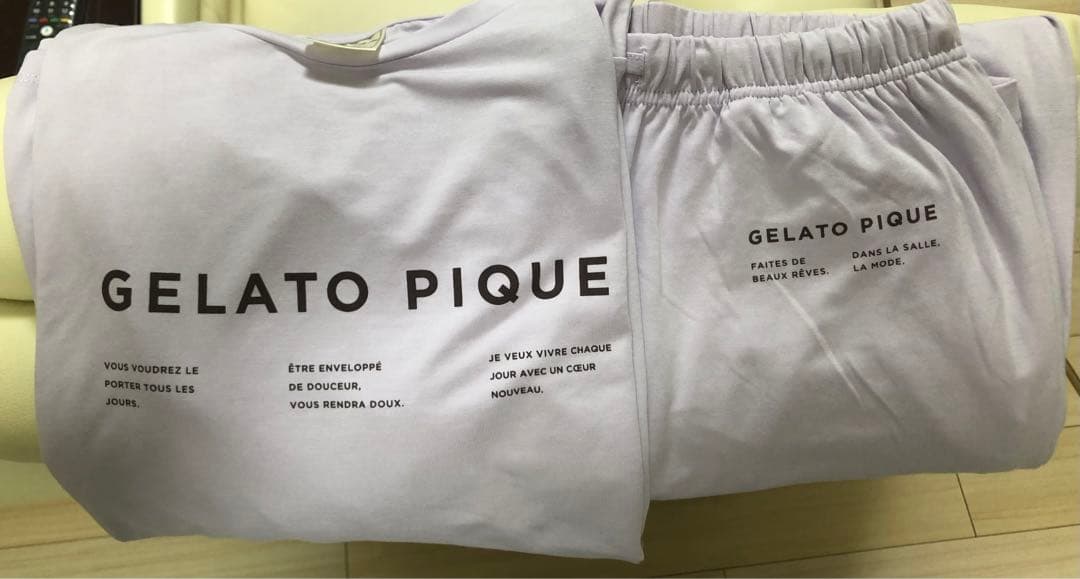 GELATO PIQUE
VOUS VOUDREZ LE
PORTER TOUS LES
JOURS.
ÊTRE ENVELOPPÉ
DE DOUCEUR,
VOUS RENDRA DOUX.
JE VEUX VIVRE CHAQUE
JOUR AVEC UN CŒUR
NOUVEAU.
GELATO PIQUE
FAITES DE
BEAUX RÊVES.
DANS LA SALLE,
LA MODE.